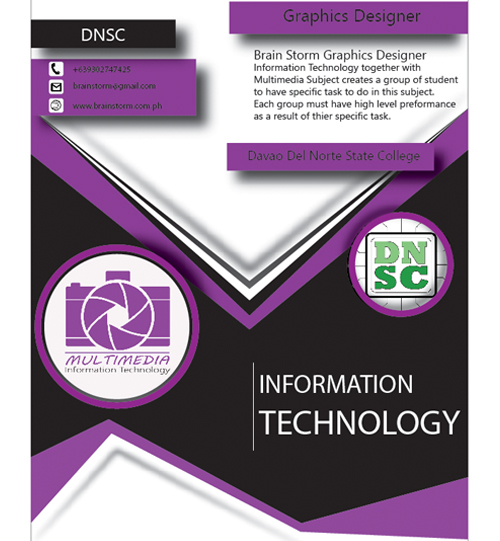 DNSC
+639302747425
brainstorm@gmail.com
www.brainstorm.com.ph
Graphics Designer
Brain Storm Graphics Designer
Information Technology together with
Multimedia Subject creates a group of student
to have specific task to do in this subject.
Each group must have high level preformance
as a result of thier specific task.
Davao Del Norte State College
DN
SC
MULTIMEDIA
Information Technology
INFORMATION
TECHNOLOGY